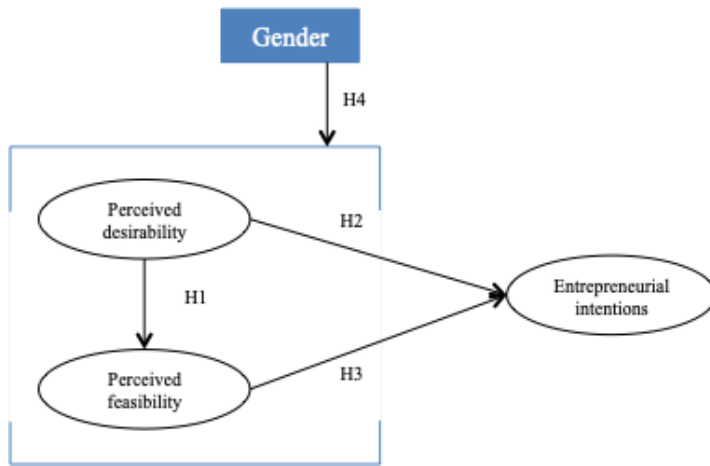 Gender
H4
Perceived
desirability
H2
H1
Entrepreneurial
intentions
Perceived
feasibility
H3